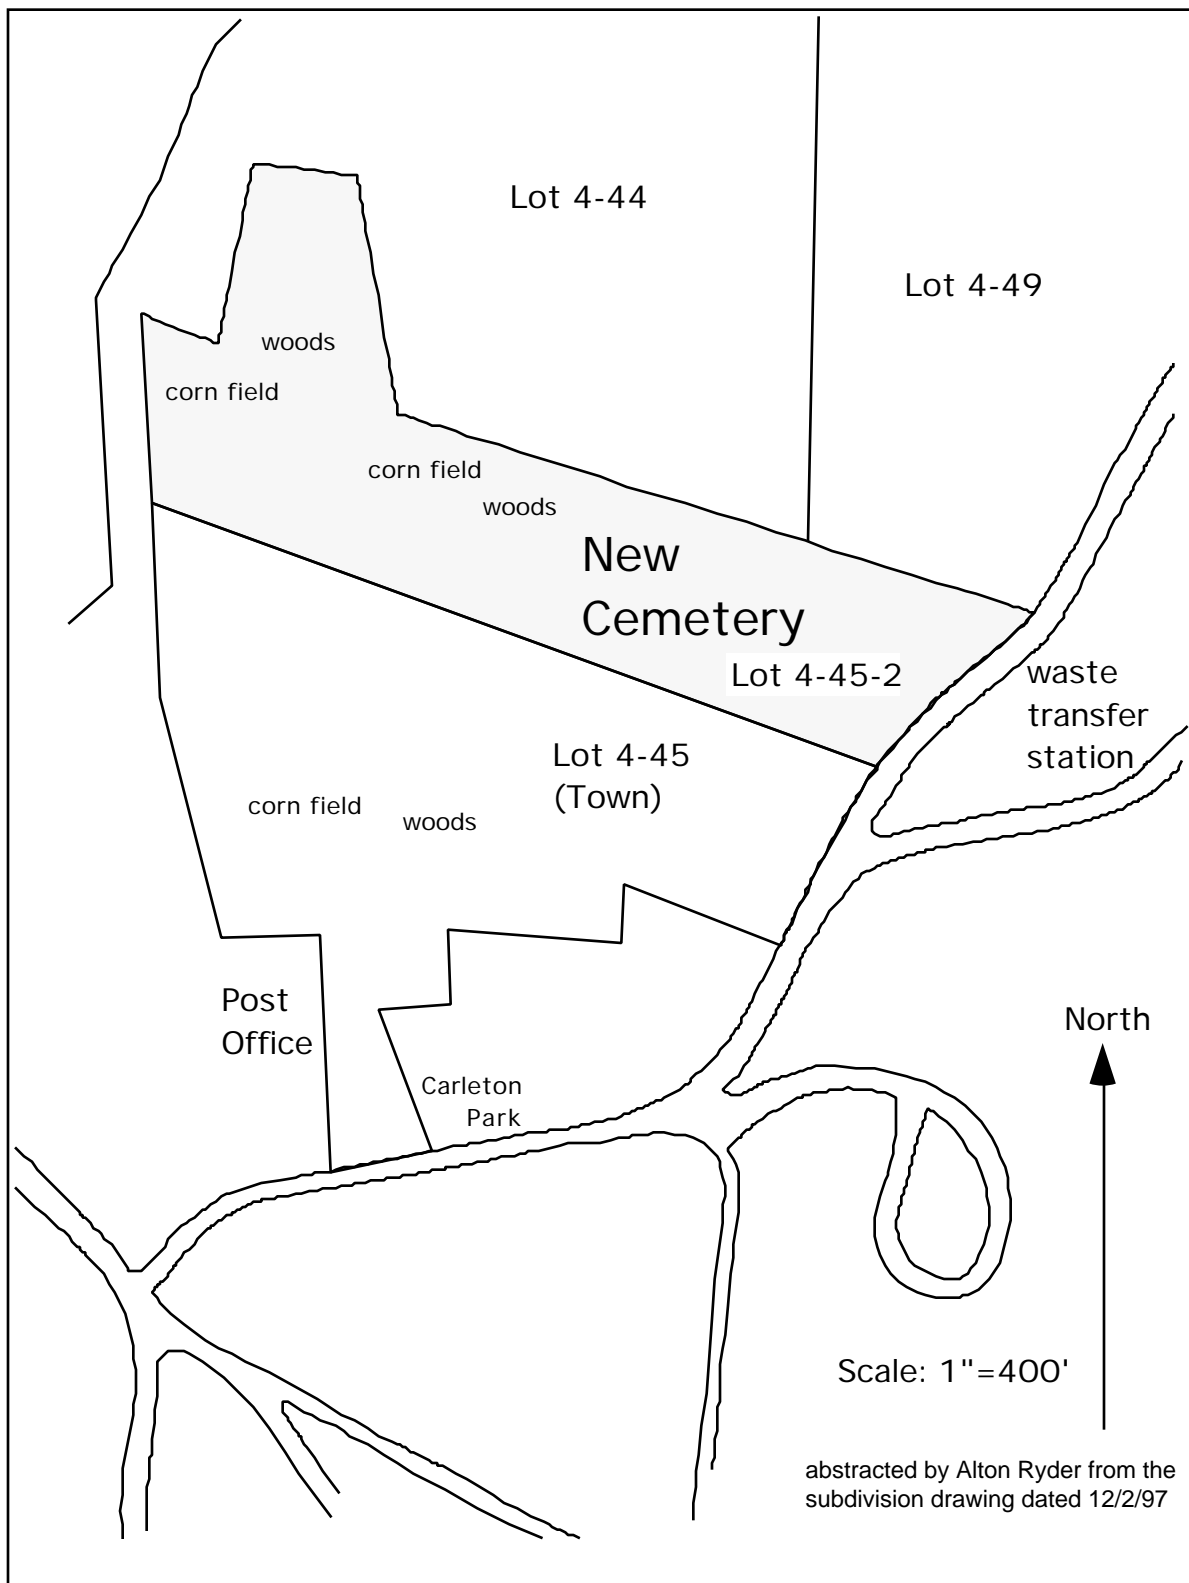 Lot 4-44
Lot 4-49
woods
corn field
corn field
woods
New
Cemetery
Lot 4-45-2
waste
transfer
station
Lot 4-45
(Town)
corn field
woods
Post
Office
North
Carleton
Park
Scale: 1"=400'
abstracted by Alton Ryder from the
subdivision drawing dated 12/2/97